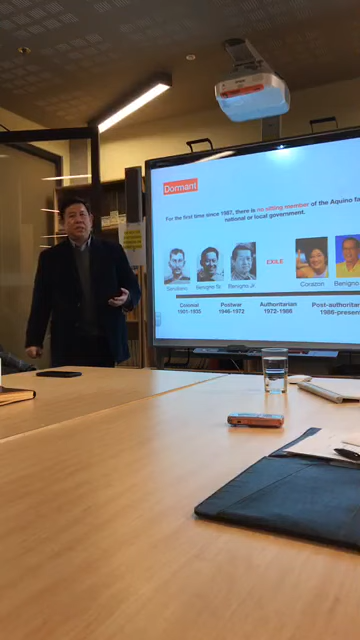 Dormant
For the first time since 1987, there is no sitting member of the Aquino fa
national or local government.
EXILE
Servillano Benigno Sr. Benigno Jr. Corazon Benigno
Colonial Postwar Authoritarian Post-authorita
1901-1935 1946-1972 1972-1986 1986-present